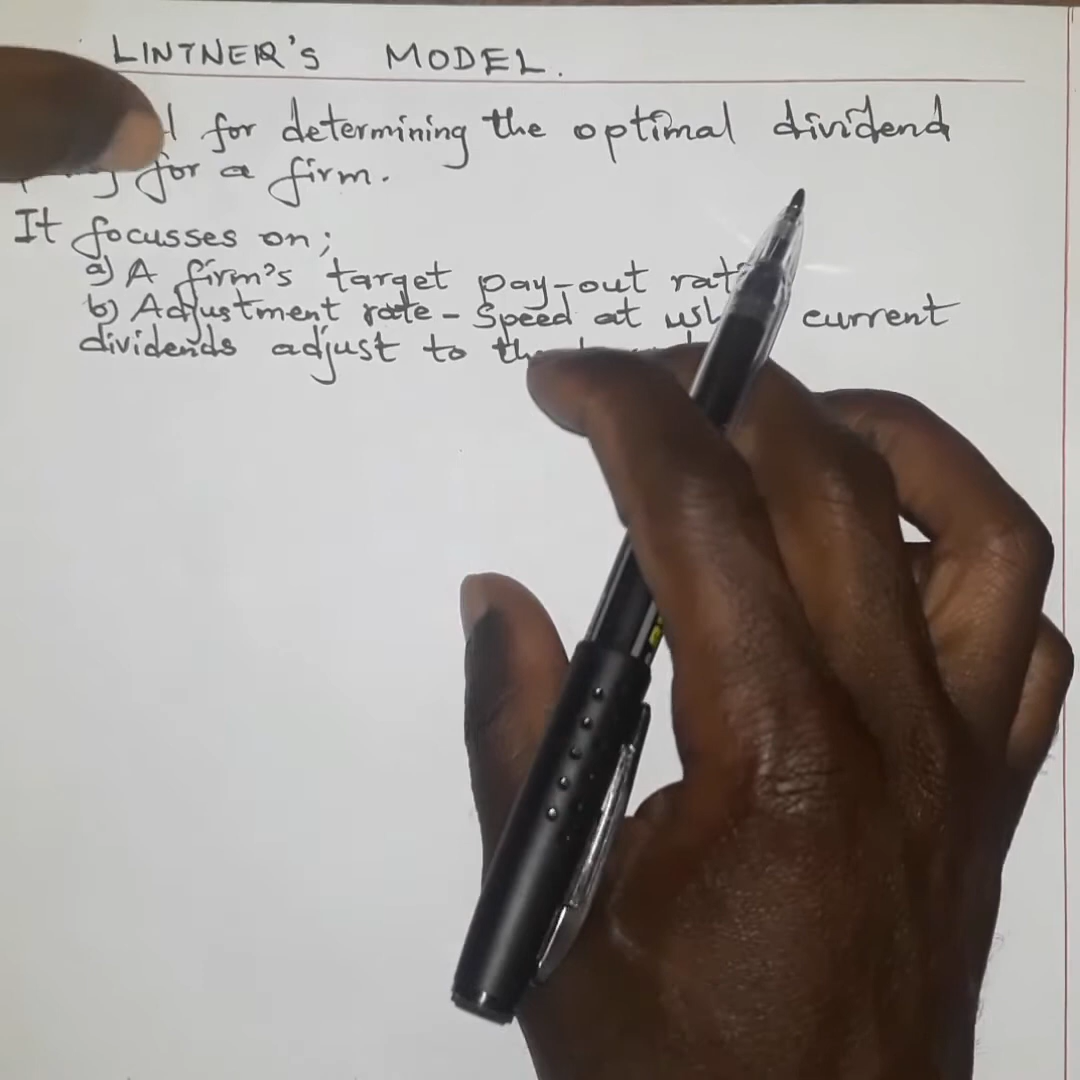 LINTNER'S MODEL.
for determining the optimal dividend
for a firm.
It focusses on;
a) A firm's target pay-out
b) Adjustment rate - Speed at current
dividends adjust to